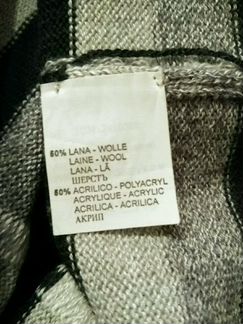 50% LANA - WOLLE
LAINE - WOOL
LANA - LÃ
ШЕРСТЬ
50% ACRILICO - POLYACRYL
ACRYLIQUE - ACRYLIC
ACRILICA - ACRILICA
АКРИЛ